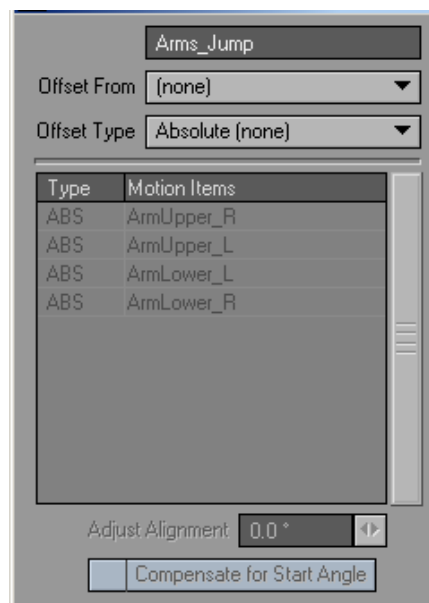 Arms_Jump
Offset From (none)
Offset Type Absolute (none)
Type Motion Items
ABS ArmUpper_R
ABS ArmUpper_L
ABS ArmLower_L
ABS ArmLower_R
Adjust Alignment 0.0 °
Compensate for Start Angle